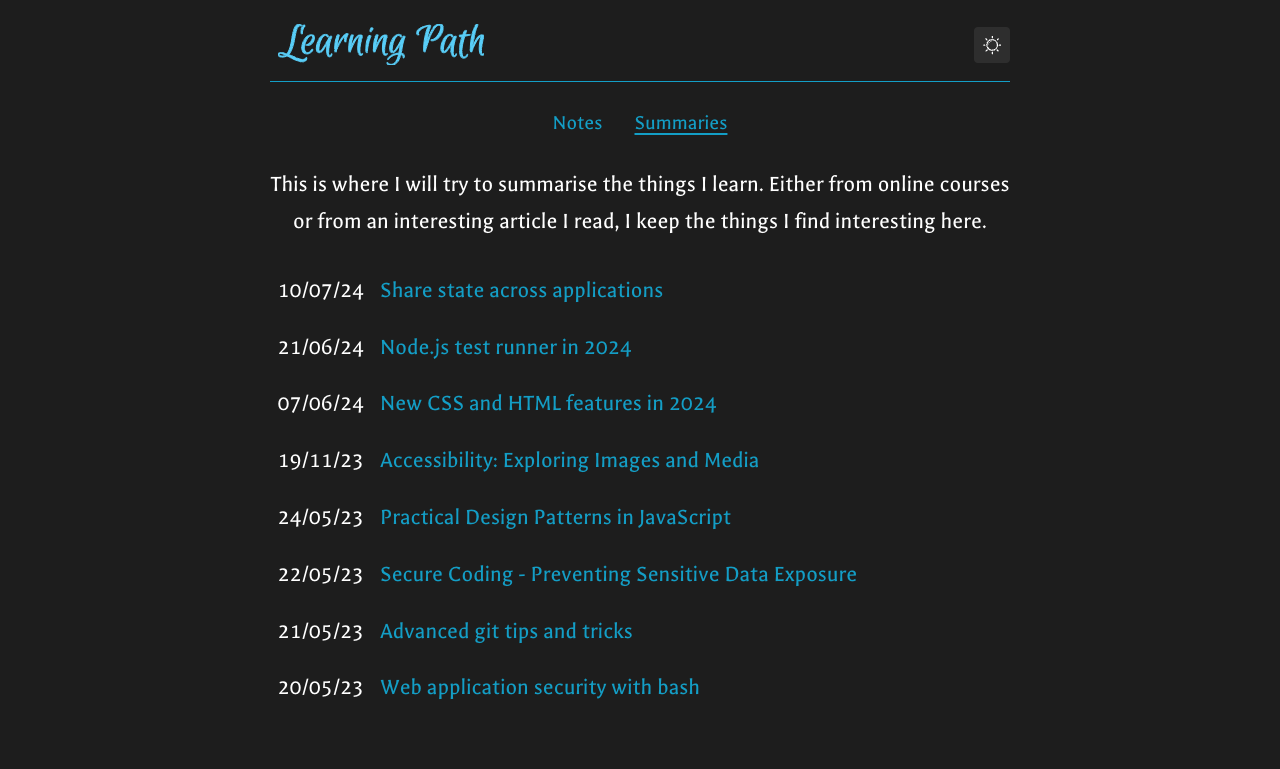 Learning Path
Notes Summaries
This is where I will try to summarise the things I learn. Either from online courses
or from an interesting article I read, I keep the things I find interesting here.
10/07/24 Share state across applications
21/06/24 Node.js test runner in 2024
07/06/24 New CSS and HTML features in 2024
19/11/23 Accessibility: Exploring Images and Media
24/05/23 Practical Design Patterns in JavaScript
22/05/23 Secure Coding - Preventing Sensitive Data Exposure
21/05/23 Advanced git tips and tricks
20/05/23 Web application security with bash